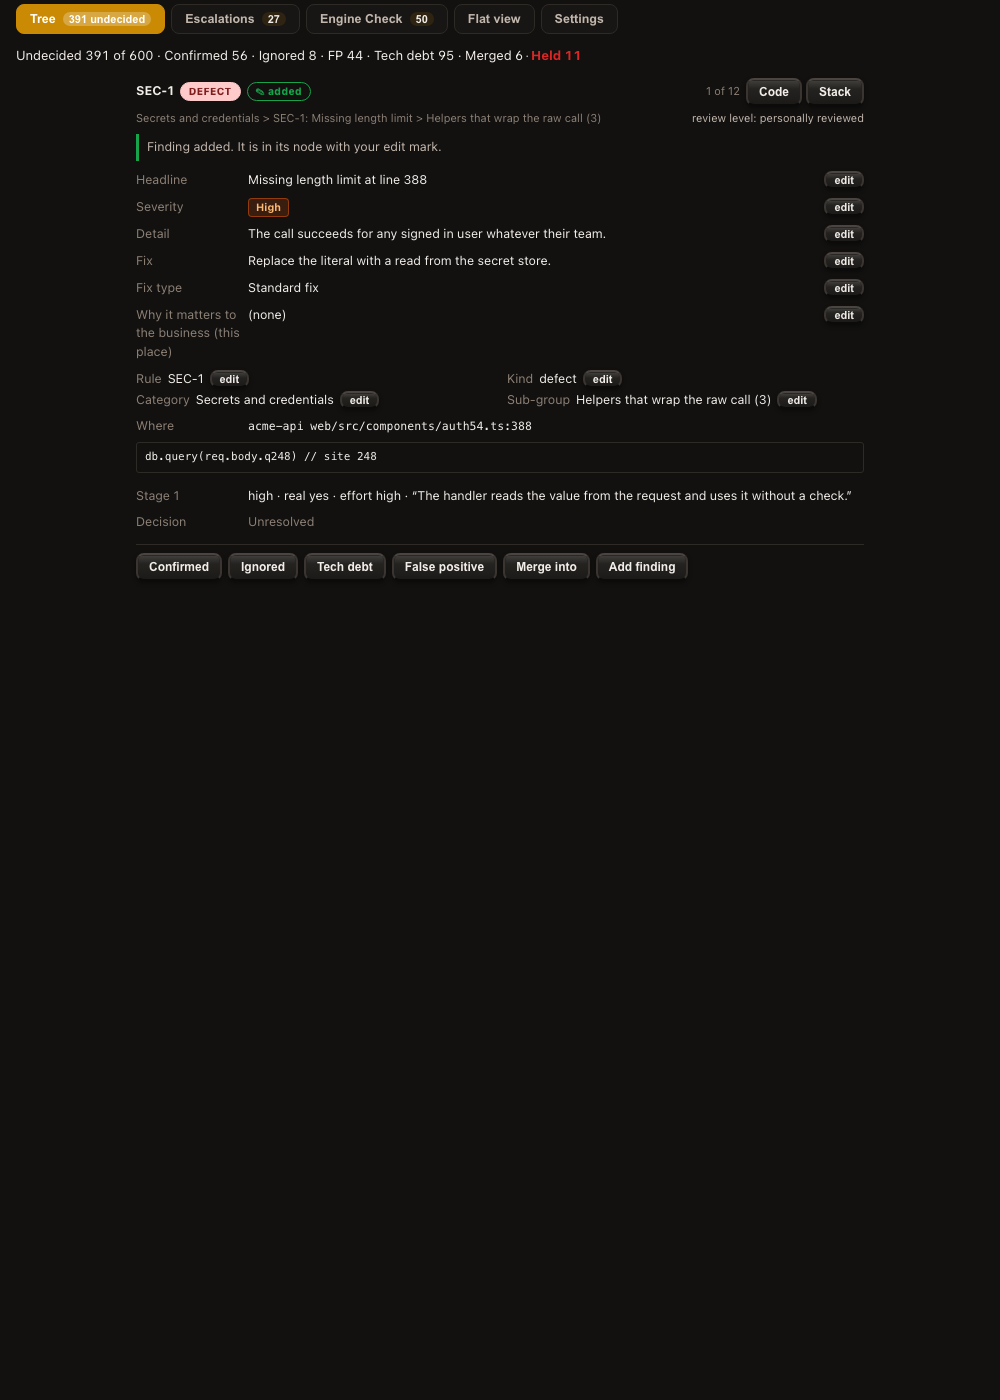 Tree 391 undecided Escalations 27 Engine Check 50 Flat view Settings
Undecided 391 of 600 · Confirmed 56 · Ignored 8 · FP 44 · Tech debt 95 · Merged 6 · Held 11
SEC-1 DEFECT ✎ added 1 of 12 Code Stack
Secrets and credentials > SEC-1: Missing length limit > Helpers that wrap the raw call (3) review level: personally reviewed
Finding added. It is in its node with your edit mark.
Headline Missing length limit at line 388 edit
Severity High edit
Detail The call succeeds for any signed in user whatever their team. edit
Fix Replace the literal with a read from the secret store. edit
Fix type Standard fix edit
Why it matters to (none) edit
the business (this
place)
Rule SEC-1 edit Kind defect edit
Category Secrets and credentials edit Sub-group Helpers that wrap the raw call (3) edit
Where acme-api web/src/components/auth54.ts:388
db.query(req.body.q248) // site 248
Stage 1 high · real yes · effort high · “The handler reads the value from the request and uses it without a check.”
Decision Unresolved
Confirmed Ignored Tech debt False positive Merge into Add finding